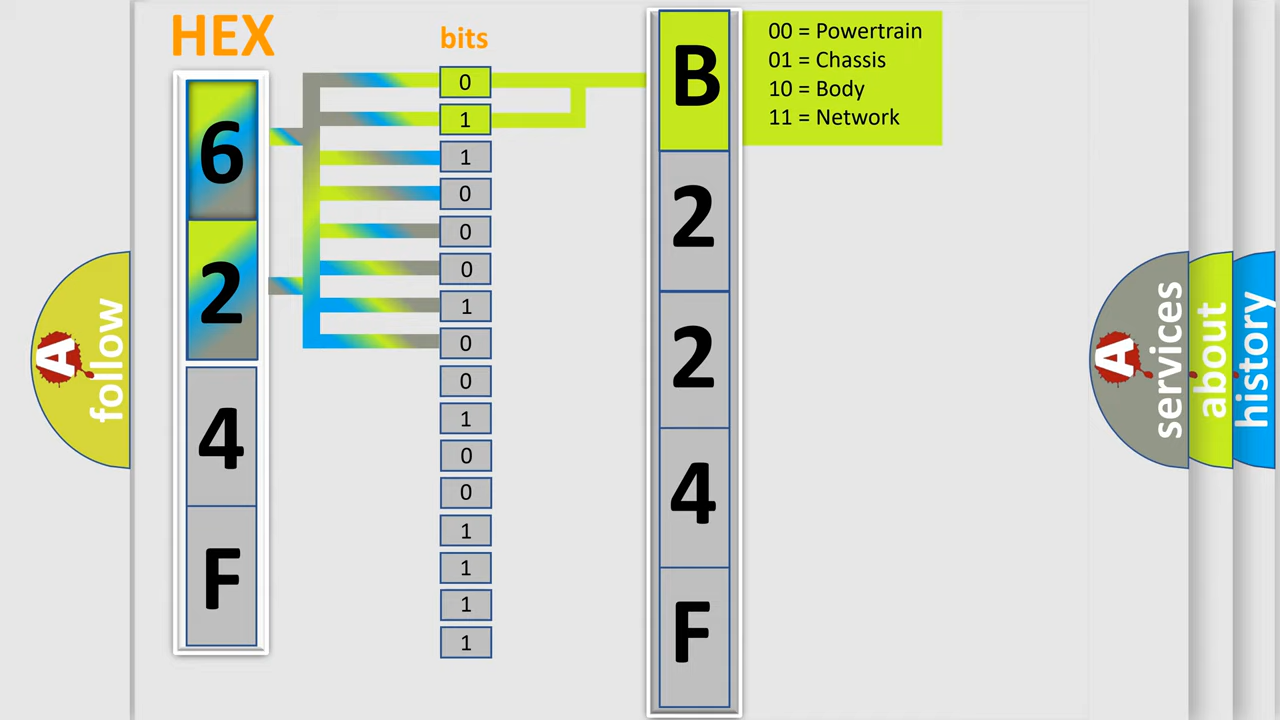 HEX
bits
6
2
4
F
0
1
1
0
0
0
1
0
0
1
0
0
1
1
1
1
B
2
2
4
F
00 = Powertrain
01 = Chassis
10 = Body
11 = Network
A
follow
A
services
about
history